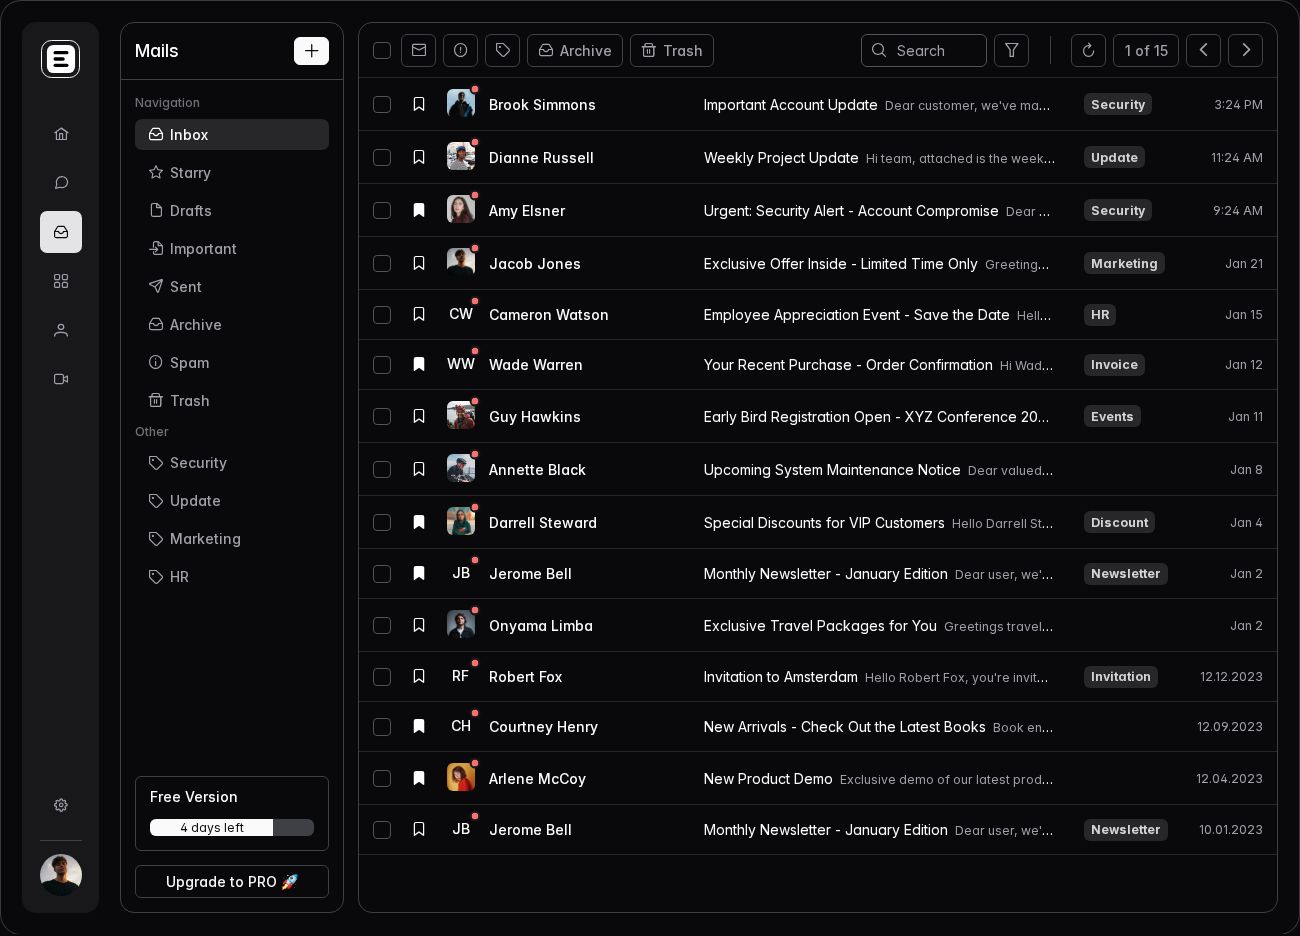 Mails
Navigation
Inbox
Starry
Drafts
Important
Sent
Archive
Spam
Trash
Other
Security
Update
Marketing
HR
Free Version
4 days left
Upgrade to PRO 🚀
Archive Trash Search 1 of 15
Brook Simmons Important Account Update Dear customer, we've ma... Security 3:24 PM
Dianne Russell Weekly Project Update Hi team, attached is the week... Update 11:24 AM
Amy Elsner Urgent: Security Alert - Account Compromise Dear ... Security 9:24 AM
Jacob Jones Exclusive Offer Inside - Limited Time Only Greeting... Marketing Jan 21
CW Cameron Watson Employee Appreciation Event - Save the Date Hell... HR Jan 15
WW Wade Warren Your Recent Purchase - Order Confirmation Hi Wad... Invoice Jan 12
Guy Hawkins Early Bird Registration Open - XYZ Conference 20... Events Jan 11
Annette Black Upcoming System Maintenance Notice Dear valued... Jan 8
Darrell Steward Special Discounts for VIP Customers Hello Darrell St... Discount Jan 4
JB Jerome Bell Monthly Newsletter - January Edition Dear user, we'... Newsletter Jan 2
Onyama Limba Exclusive Travel Packages for You Greetings travel... Jan 2
RF Robert Fox Invitation to Amsterdam Hello Robert Fox, you're invit... Invitation 12.12.2023
CH Courtney Henry New Arrivals - Check Out the Latest Books Book en... 12.09.2023
Arlene McCoy New Product Demo Exclusive demo of our latest prod... 12.04.2023
JB Jerome Bell Monthly Newsletter - January Edition Dear user, we'... Newsletter 10.01.2023